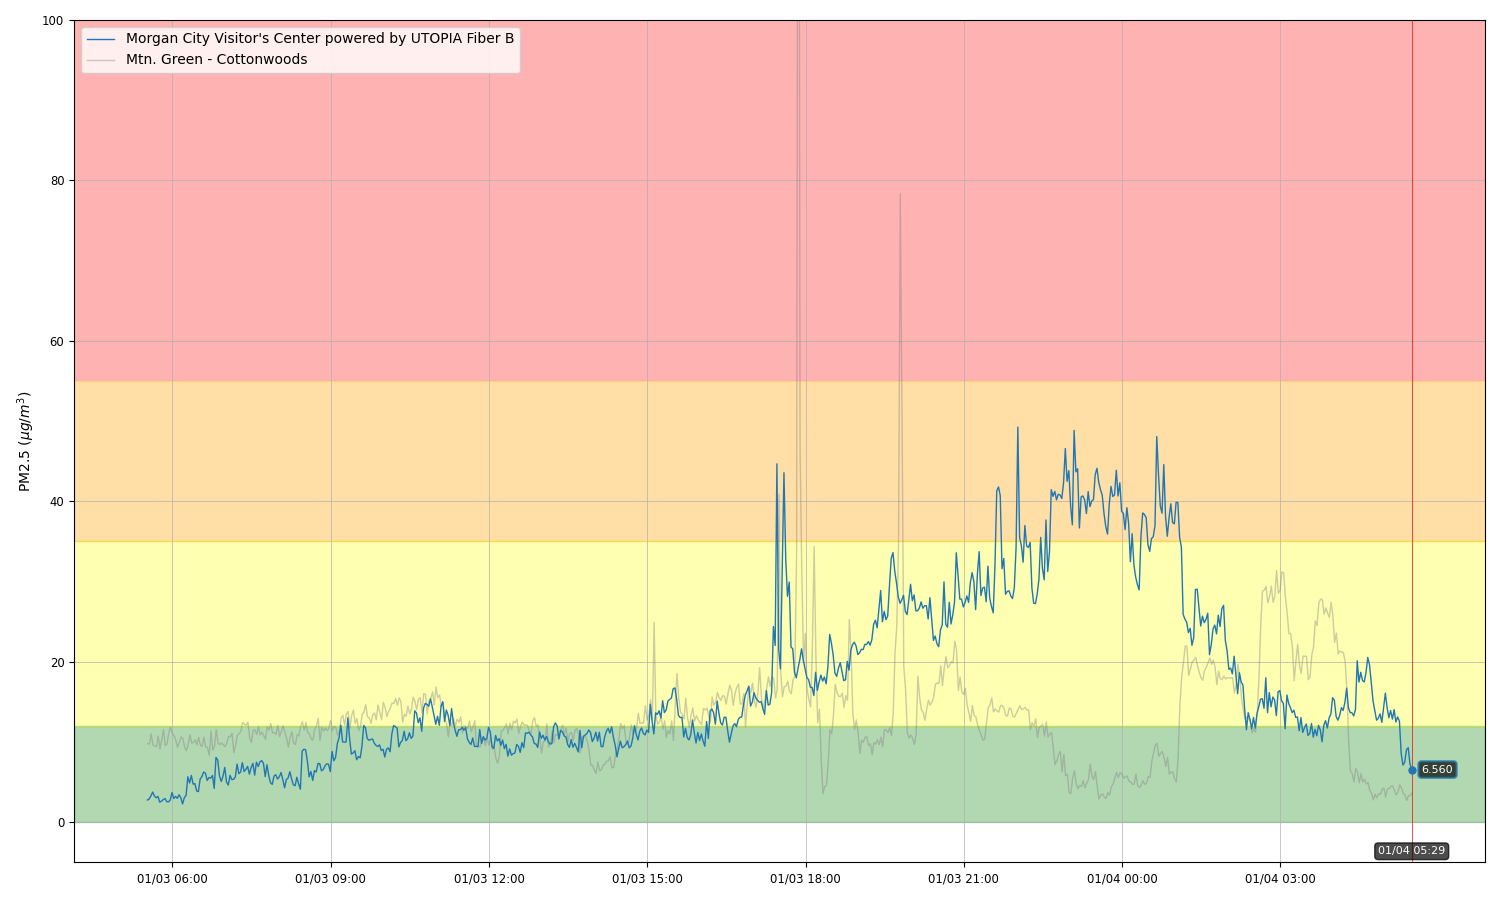 100
Morgan City Visitor's Center powered by UTOPIA Fiber B
Mtn. Green - Cottonwoods
80
60
PM2.5 (μg/m³)
40
20
6.560
0
01/04 05:29
01/03 06:00 01/03 09:00 01/03 12:00 01/03 15:00 01/03 18:00 01/03 21:00 01/04 00:00 01/04 03:00